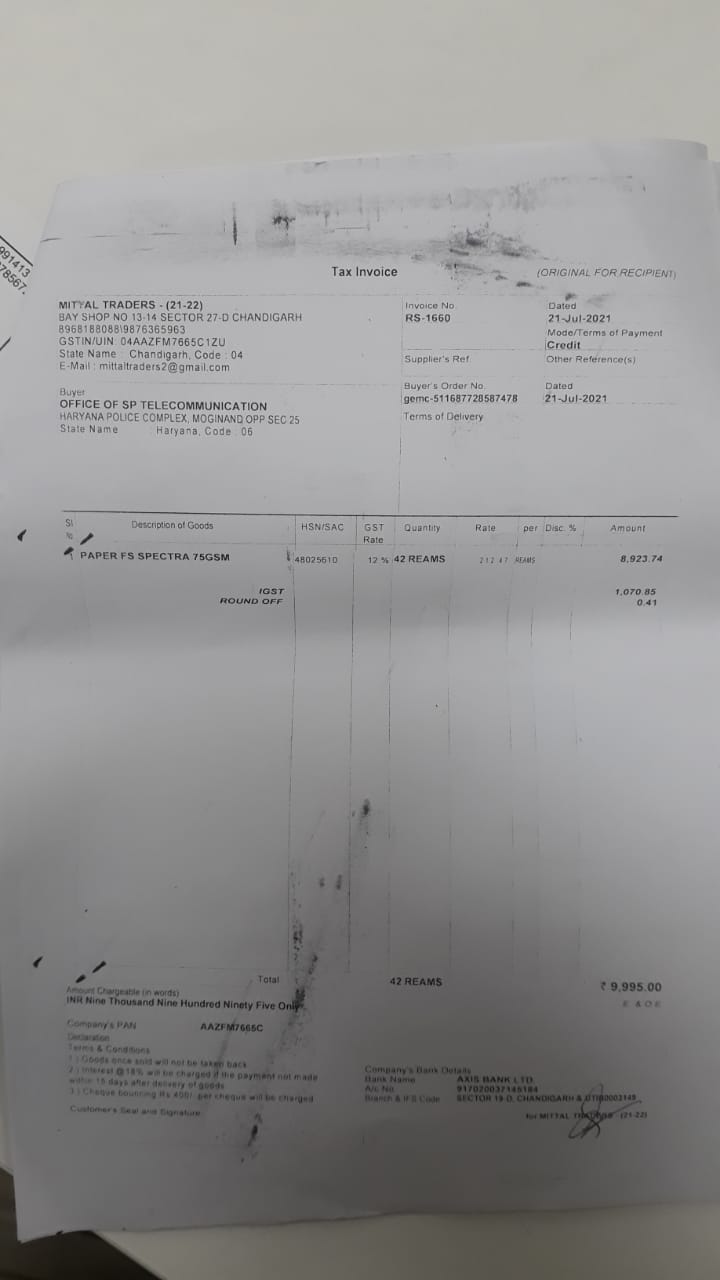 991413
78567.
Tax Invoice
(ORIGINAL FOR RECIPIENT)
MITTAL TRADERS - (21-22)
BAY SHOP NO 13-14 SECTOR 27-D CHANDIGARH
8968188088\9876365963
GSTIN/UIN: 04AAZFM7665C1ZU
State Name : Chandigarh, Code : 04
E-Mail : mittaltraders2@gmail.com
Invoice No.
RS-1660
Dated
21-Jul-2021
Mode/Terms of Payment
Credit
Supplier's Ref.
Other Reference(s)
Buyer
OFFICE OF SP TELECOMMUNICATION
HARYANA POLICE COMPLEX, MOGINAND OPP SEC 25
State Name : Haryana, Code : 06
Buyer's Order No.
gemc-511687728587478
Dated
21-Jul-2021
Terms of Delivery
Sl No Description of Goods HSN/SAC GST Rate Quantity Rate per Disc. % Amount
PAPER FS SPECTRA 75GSM 48025610 12 % 42 REAMS 212.47 REAMS 8,923.74
IGST 1,070.85
ROUND OFF 0.41
Total 42 REAMS ₹ 9,995.00
Amount Chargeable (in words) E & O E
INR Nine Thousand Nine Hundred Ninety Five Only
Company's PAN AAZFM7665C
Declaration
Terms & Conditions
1 ) Goods once sold will not be taken back
2 ) Interest @18% will be charged if the payment not made
within 15 days after delivery of goods
3 ) Cheque bouncing Rs 400/- per cheque will be charged
Customer's Seal and Signature
Company's Bank Details
Bank Name AXIS BANK LTD.
A/c No.
Branch & IFS Code SECTOR 19-D, CHANDIGARH &
for MITTAL TRADERS - (21-22)